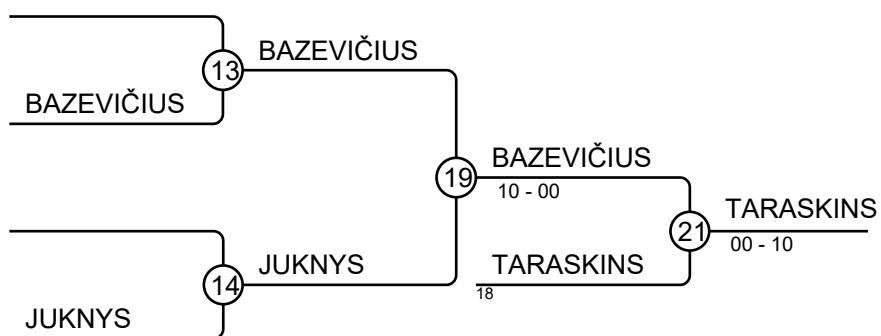 13
BAZEVIČIUS
BAZEVIČIUS
19
BAZEVIČIUS
10 - 00
21
TARASKINS
00 - 10
14
JUKNYS
TARASKINS
18
JUKNYS